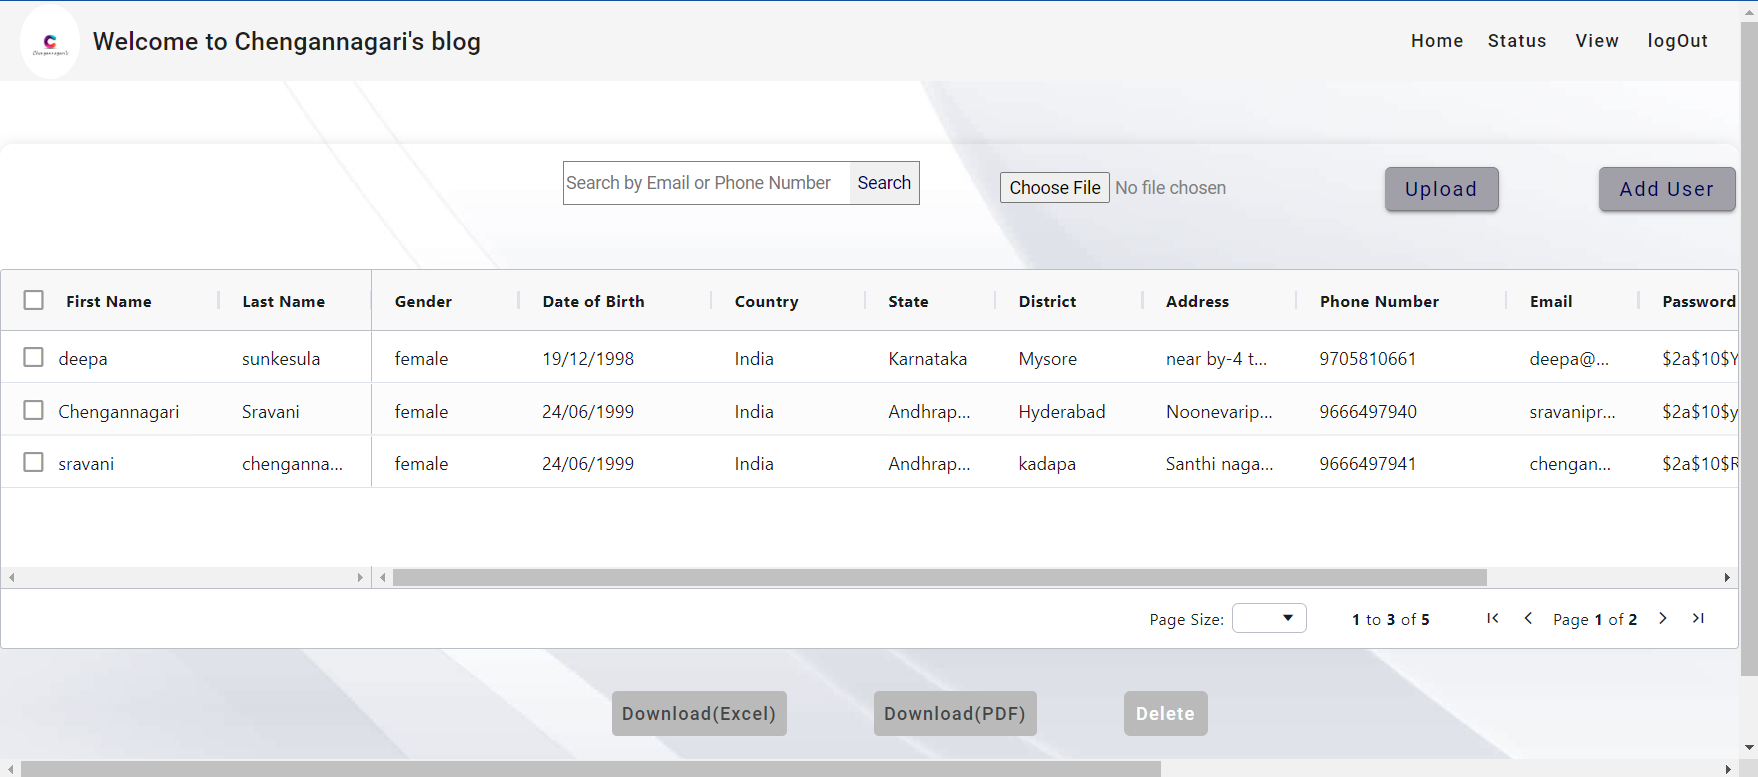 Chengannagari's
Welcome to Chengannagari's blog
Home Status View logOut
Search by Email or Phone Number Search
Choose File No file chosen
Upload
Add User
First Name Last Name Gender Date of Birth Country State District Address Phone Number Email Password
deepa sunkesula female 19/12/1998 India Karnataka Mysore near by-4 t... 9705810661 deepa@... $2a$10$Y
Chengannagari Sravani female 24/06/1999 India Andhrap... Hyderabad Noonevarip... 9666497940 sravanipr... $2a$10$y
sravani chenganna... female 24/06/1999 India Andhrap... kadapa Santhi naga... 9666497941 chengan... $2a$10$R
Page Size: 1 to 3 of 5 Page 1 of 2
Download(Excel) Download(PDF) Delete